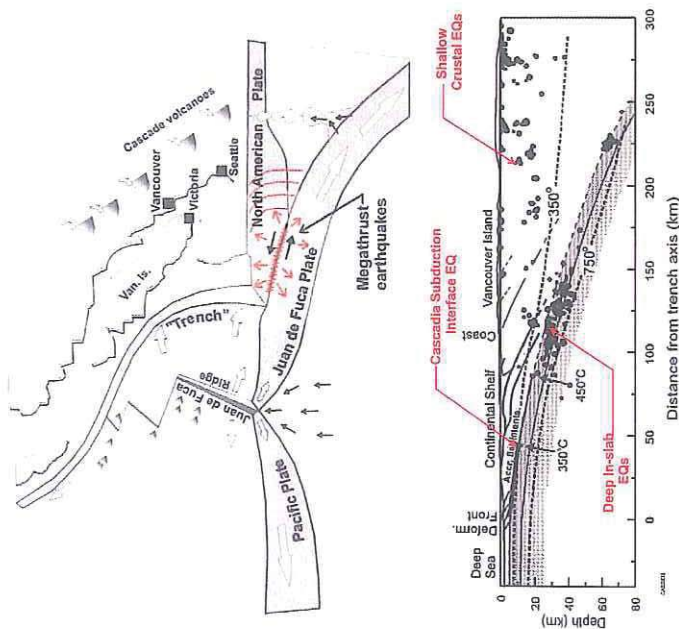 Cascade volcanoes
Vancouver
Victoria
Seattle
Van. Is.
"Trench"
Juan de Fuca
Ridge
North American
Plate
Pacific Plate
Juan de Fuca Plate
Megathrust
earthquakes
Cascadia Subduction
Interface EQ
Shallow
Crustal EQs
Deep
Sea
Deform.
Front
Continental Shelf
Coast
Vancouver Island
350°
750°
350°C
450°C
Deep In-slab
EQs
Depth (km)
0
20
40
60
80
0
50
100
150
200
250
300
Distance from trench axis (km)